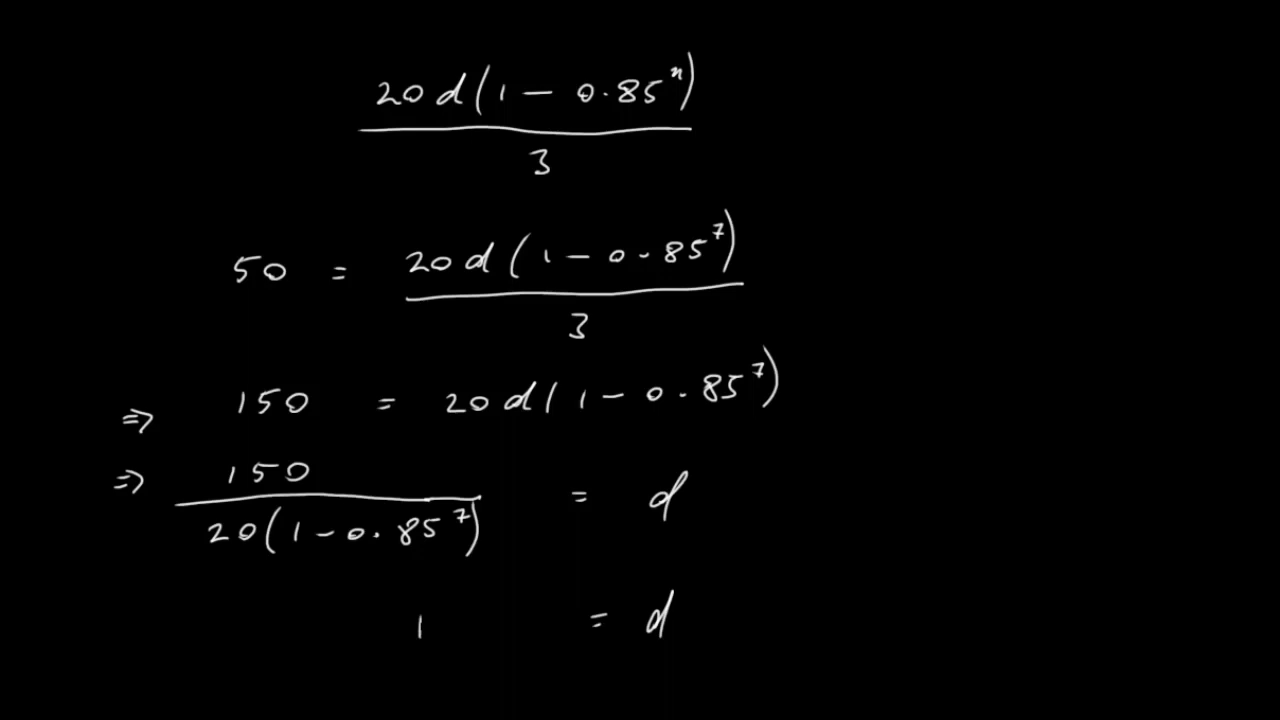 20d(1 - 0.85ⁿ)
3
50 = 20d(1 - 0.85⁷)
3
⇒ 150 = 20d(1 - 0.85⁷)
⇒ 150
20(1 - 0.85⁷) = d
1 = d